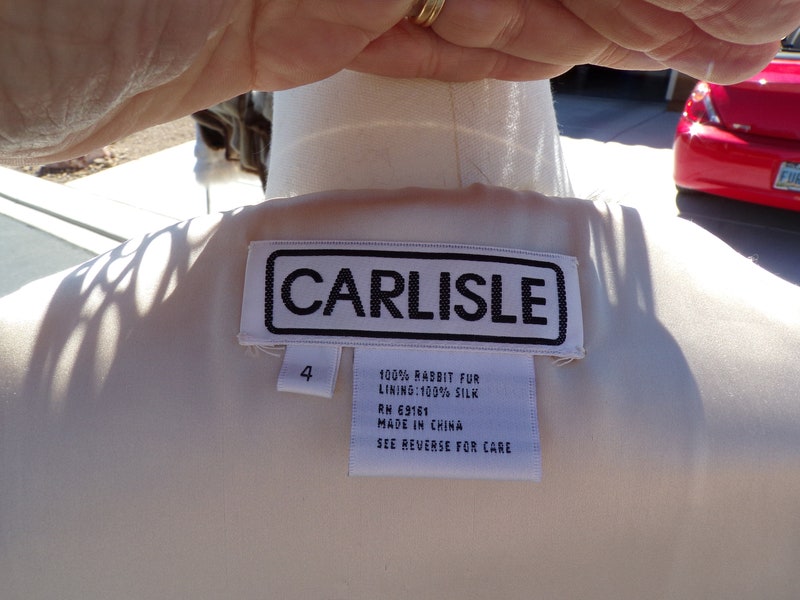 CARLISLE
4
100% RABBIT FUR
LINING:100% SILK
RN 69161
MADE IN CHINA
SEE REVERSE FOR CARE